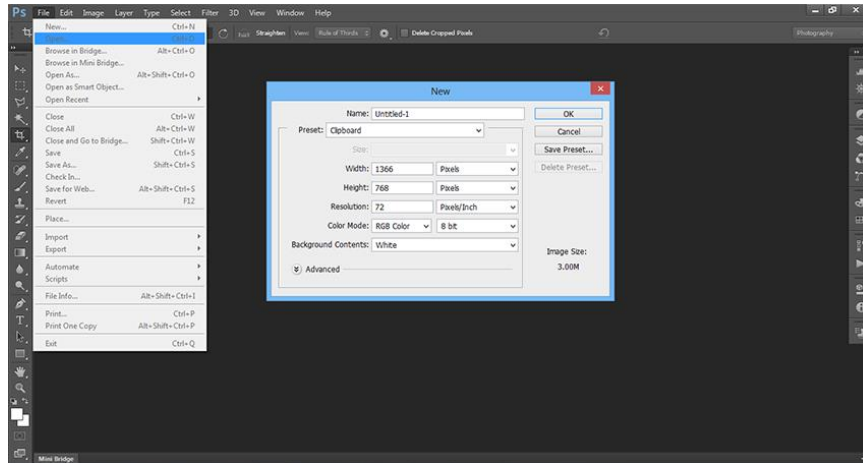 Ps File Edit Image Layer Type Select Filter 3D View Window Help
Straighten View: Rule of Thirds Delete Cropped Pixels Photography
New... Ctrl+N
Open... Ctrl+O
Browse in Bridge... Alt+Ctrl+O
Browse in Mini Bridge...
Open As... Alt+Shift+Ctrl+O
Open as Smart Object...
Open Recent
Close Ctrl+W
Close All Alt+Ctrl+W
Close and Go to Bridge... Shift+Ctrl+W
Save Ctrl+S
Save As... Shift+Ctrl+S
Check In...
Save for Web... Alt+Shift+Ctrl+S
Revert F12
Place...
Import
Export
Automate
Scripts
File Info... Alt+Shift+Ctrl+I
Print... Ctrl+P
Print One Copy Alt+Shift+Ctrl+P
Exit Ctrl+Q
New
Name: Untitled-1 OK
Preset: Clipboard Cancel
Size: Save Preset...
Width: 1366 Pixels Delete Preset...
Height: 768 Pixels
Resolution: 72 Pixels/Inch
Color Mode: RGB Color 8 bit
Background Contents: White
Image Size:
Advanced 3.00M
Mini Bridge